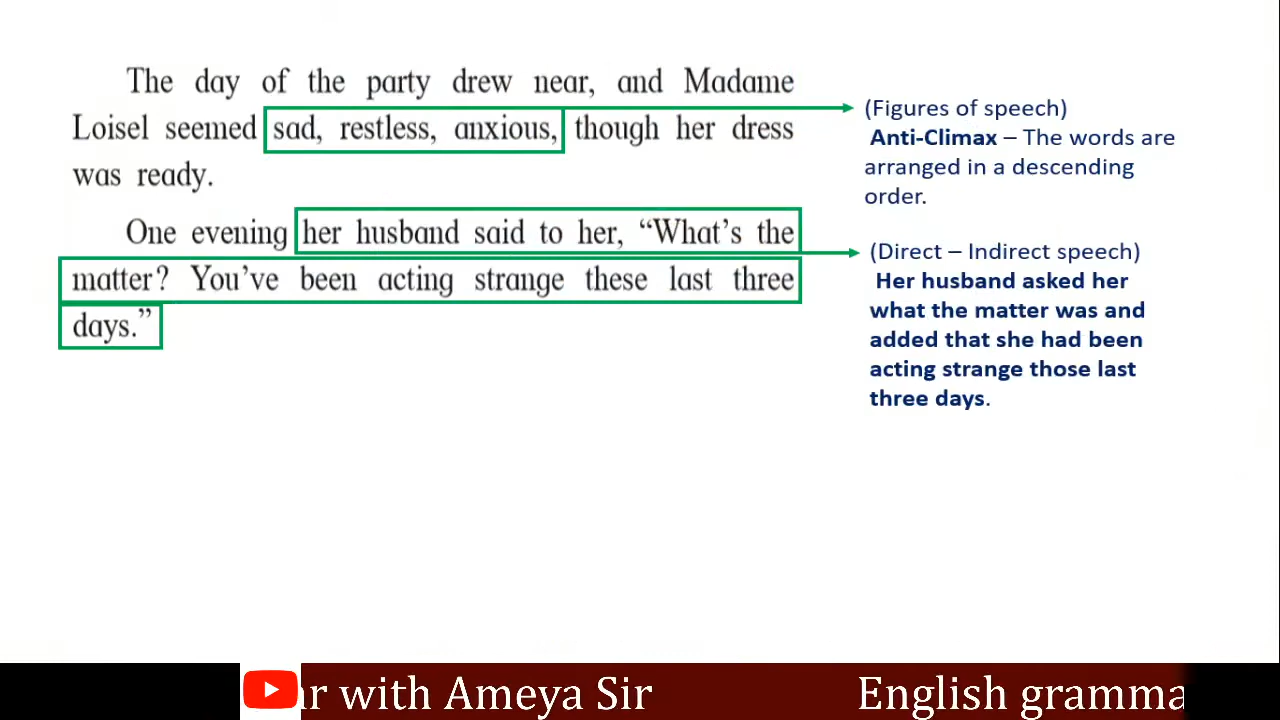 The day of the party drew near, and Madame
Loisel seemed sad, restless, anxious, though her dress
was ready.
One evening her husband said to her, “What’s the
matter? You’ve been acting strange these last three
days.”
(Figures of speech)
Anti-Climax – The words are
arranged in a descending
order.
(Direct – Indirect speech)
Her husband asked her
what the matter was and
added that she had been
acting strange those last
three days.
with Ameya Sir
English